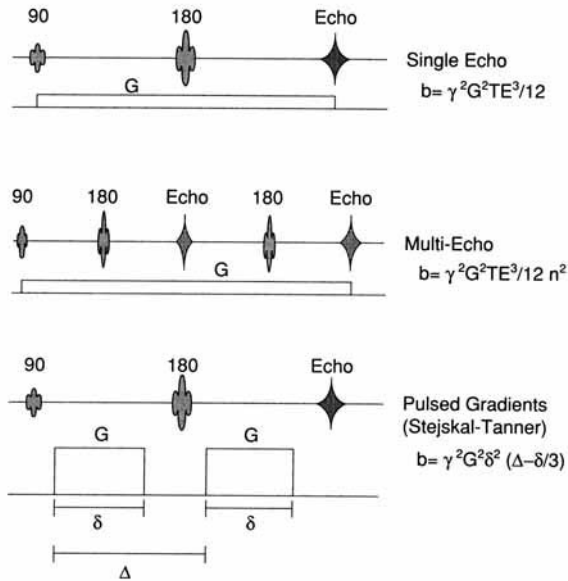 90 180 Echo
Single Echo
b= γ²G²TE³/12
G
90 180 Echo 180 Echo
Multi-Echo
b= γ²G²TE³/12 n²
G
90 180 Echo
Pulsed Gradients
(Stejskal-Tanner)
b= γ²G²δ² (Δ–δ/3)
G G
δ δ
Δ